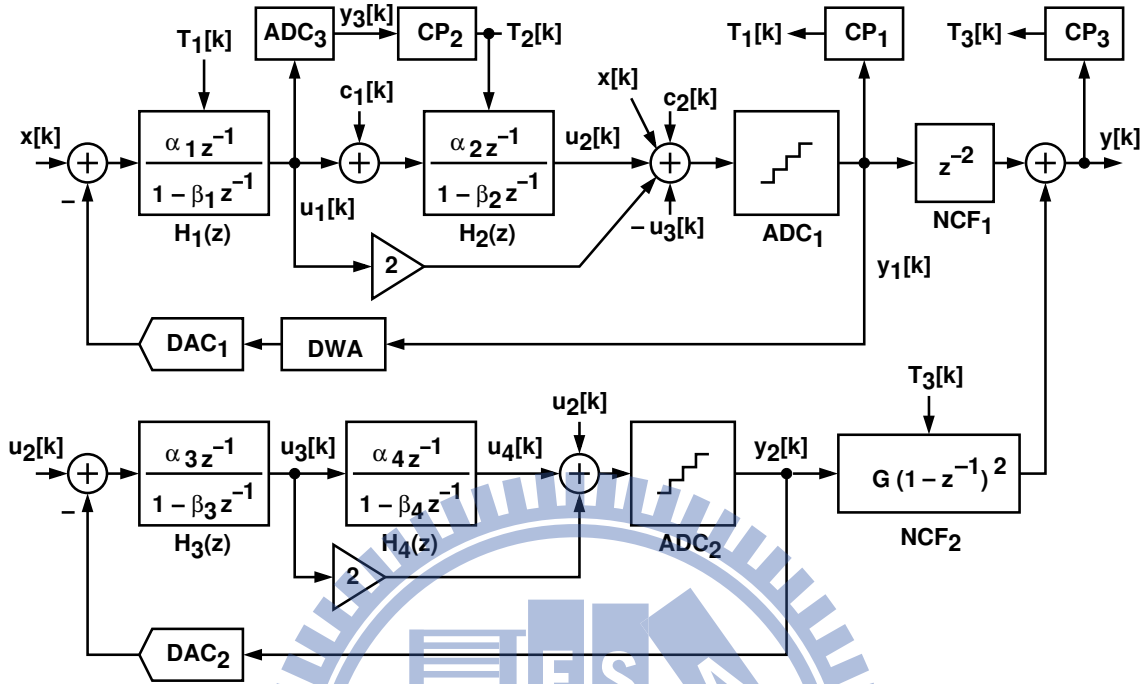 y3[k]
ADC3
CP2
T2[k]
T1[k]
CP1
T3[k]
CP3
T1[k]
x[k]
c1[k]
c2[k]
x[k]
+
α1z−1
1−β1z−1
+
α2z−1
1−β2z−1
u2[k]
+
z−2
+
y[k]
−
u1[k]
−u3[k]
H1(z)
H2(z)
ADC1
NCF1
2
y1[k]
DAC1
DWA
T3[k]
u2[k]
u2[k]
+
α3z−1
1−β3z−1
u3[k]
α4z−1
1−β4z−1
u4[k]
+
y2[k]
G(1−z−1)2
−
H3(z)
H4(z)
ADC2
NCF2
2
DAC2
E S A